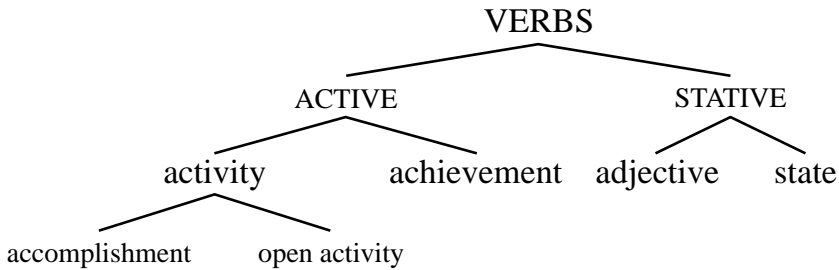 VERBS
ACTIVE STATIVE
activity achievement adjective state
accomplishment open activity